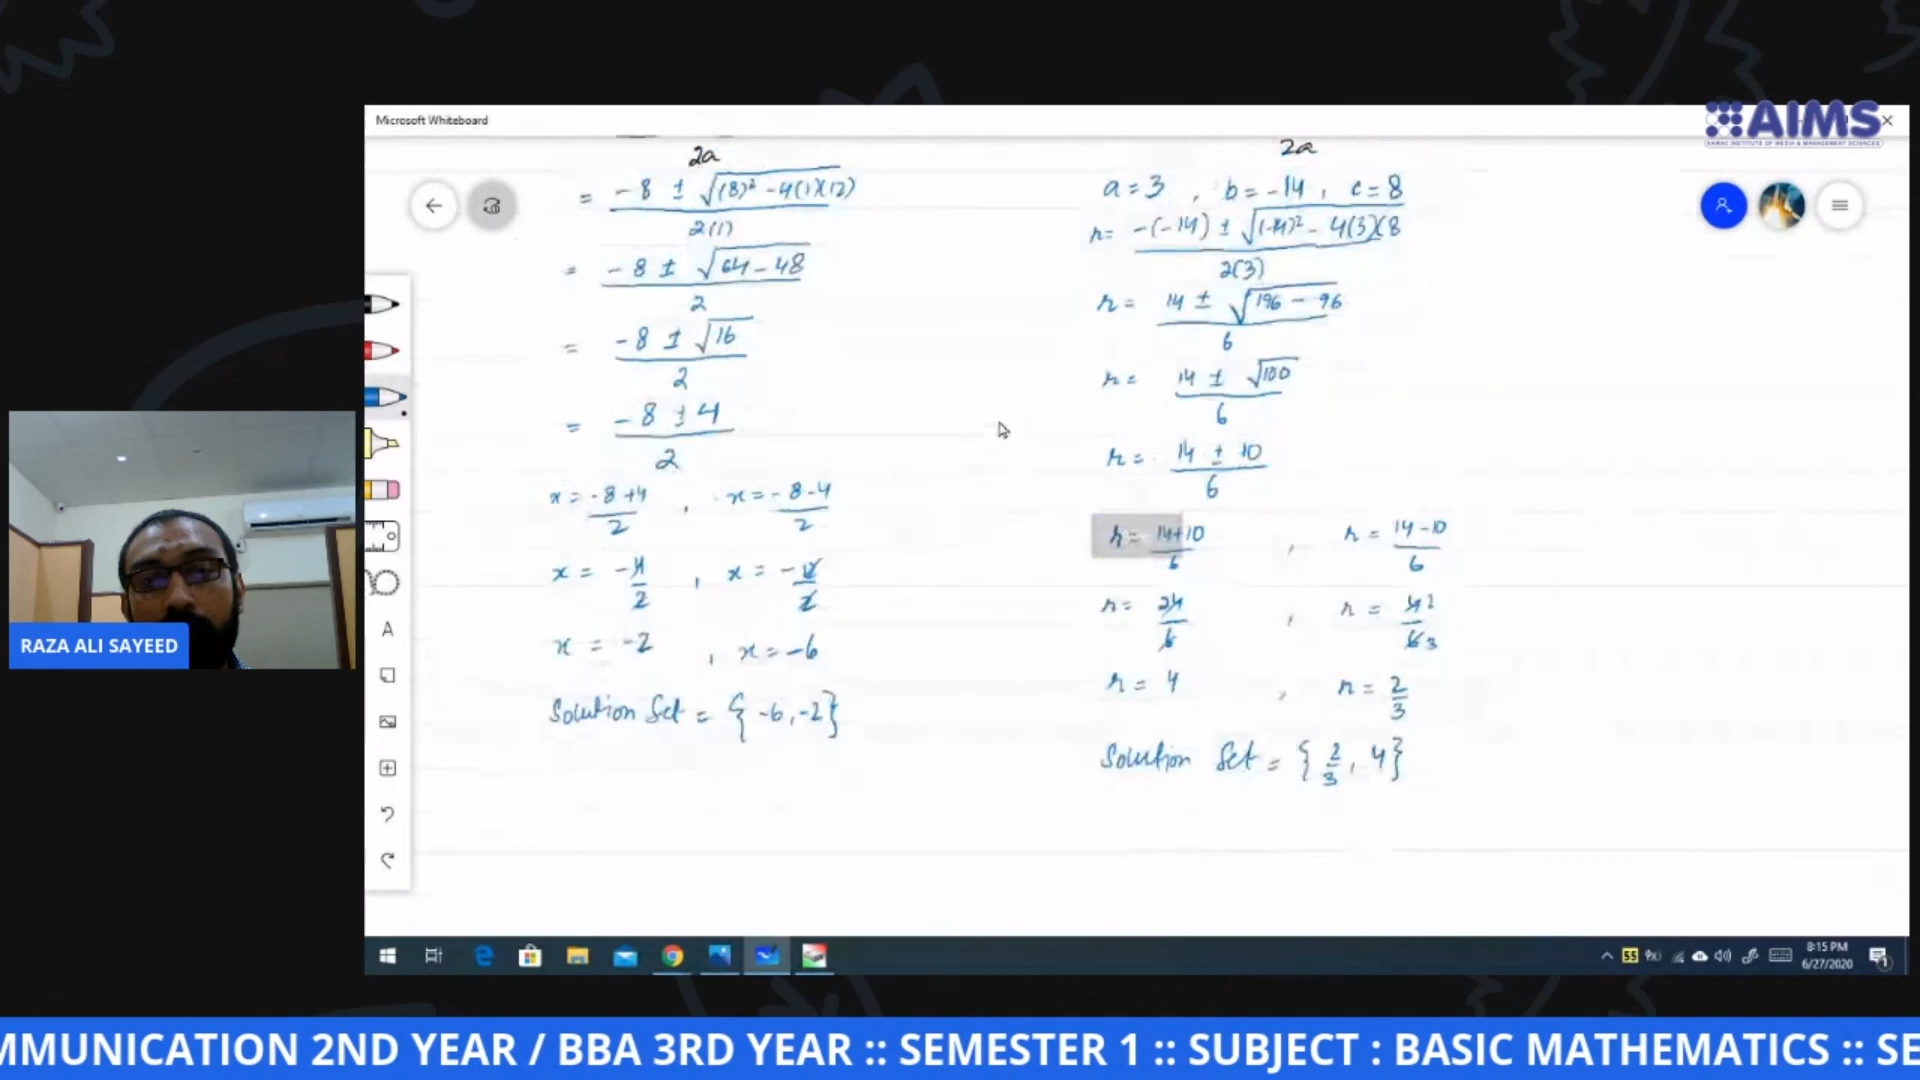 Microsoft Whiteboard
AIMS
2a
= -8 ± √(8)² - 4(1)(12) / 2(1)
= -8 ± √64 - 48 / 2
= -8 ± √16 / 2
= -8 ± 4 / 2
x = -8+4 / 2 , x = -8-4 / 2
x = -4/2 , x = -12/2
x = -2 , x = -6
Solution Set = {-6, -2}
2a
a = 3 , b = -14 , c = 8
r = -(-14) ± √(-14)² - 4(3)(8 / 2(3)
r = 14 ± √196 - 96 / 6
r = 14 ± √100 / 6
r = 14 ± 10 / 6
r = 14+10 / 6 , r = 14-10 / 6
r = 24/6 , r = 4 2/6 3
r = 4 , r = 2/3
Solution Set = {2/3, 4}
RAZA ALI SAYEED
A
55
8:15 PM
6/27/2020
MMUNICATION 2ND YEAR / BBA 3RD YEAR :: SEMESTER 1 :: SUBJECT : BASIC MATHEMATICS :: SE